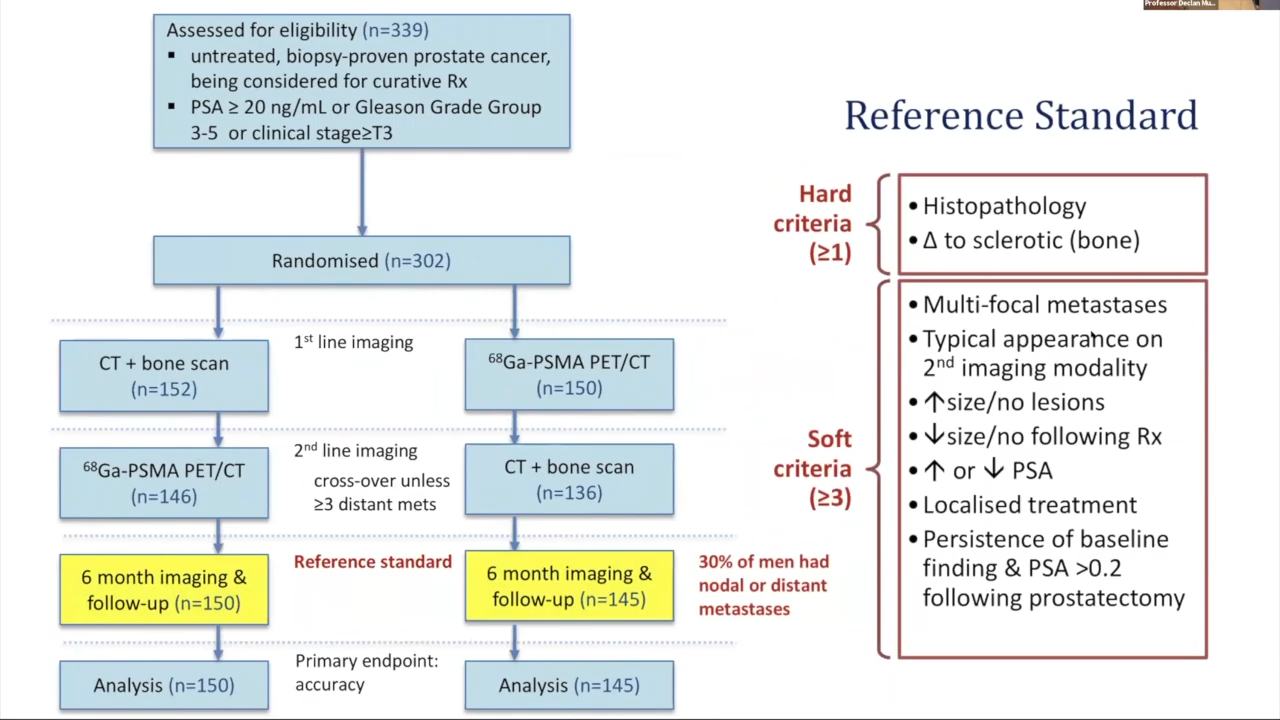 Professor Declan Mu...
Assessed for eligibility (n=339)
▪ untreated, biopsy-proven prostate cancer,
being considered for curative Rx
▪ PSA ≥ 20 ng/mL or Gleason Grade Group
3-5 or clinical stage≥T3
Randomised (n=302)
1st line imaging
CT + bone scan
(n=152)
68Ga-PSMA PET/CT
(n=150)
2nd line imaging
cross-over unless
≥3 distant mets
68Ga-PSMA PET/CT
(n=146)
CT + bone scan
(n=136)
Reference standard
6 month imaging &
follow-up (n=150)
6 month imaging &
follow-up (n=145)
30% of men had
nodal or distant
metastases
Primary endpoint:
accuracy
Analysis (n=150)
Analysis (n=145)
Reference Standard
Hard
criteria
(≥1)
• Histopathology
• Δ to sclerotic (bone)
Soft
criteria
(≥3)
• Multi-focal metastases
• Typical appearance on
2nd imaging modality
• ↑size/no lesions
• ↓size/no following Rx
• ↑ or ↓ PSA
• Localised treatment
• Persistence of baseline
finding & PSA >0.2
following prostatectomy